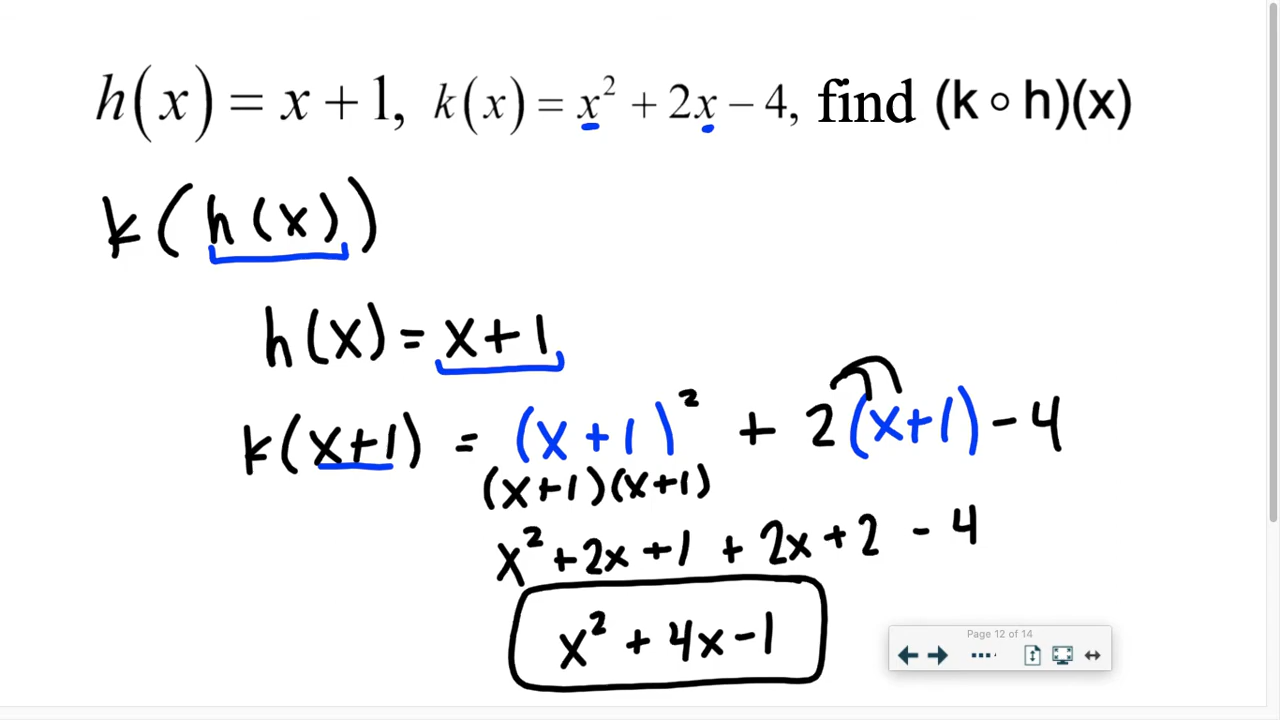 h(x) = x + 1, k(x) = x² + 2x − 4, find (k ∘ h)(x)
k(h(x))
h(x) = x+1
k(x+1) = (x+1)² + 2(x+1) - 4
(x+1)(x+1)
x² + 2x + 1 + 2x + 2 - 4
x² + 4x - 1
Page 12 of 14